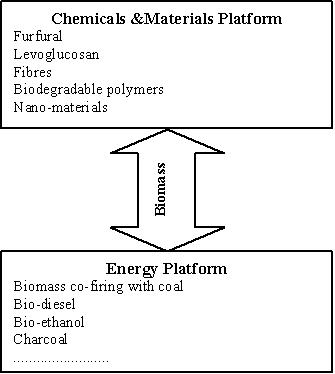 Chemicals &Materials Platform
Furfural
Levoglucosan
Fibres
Biodegradable polymers
Nano-materials
Biomass
Energy Platform
Biomass co-firing with coal
Bio-diesel
Bio-ethanol
Charcoal
........................